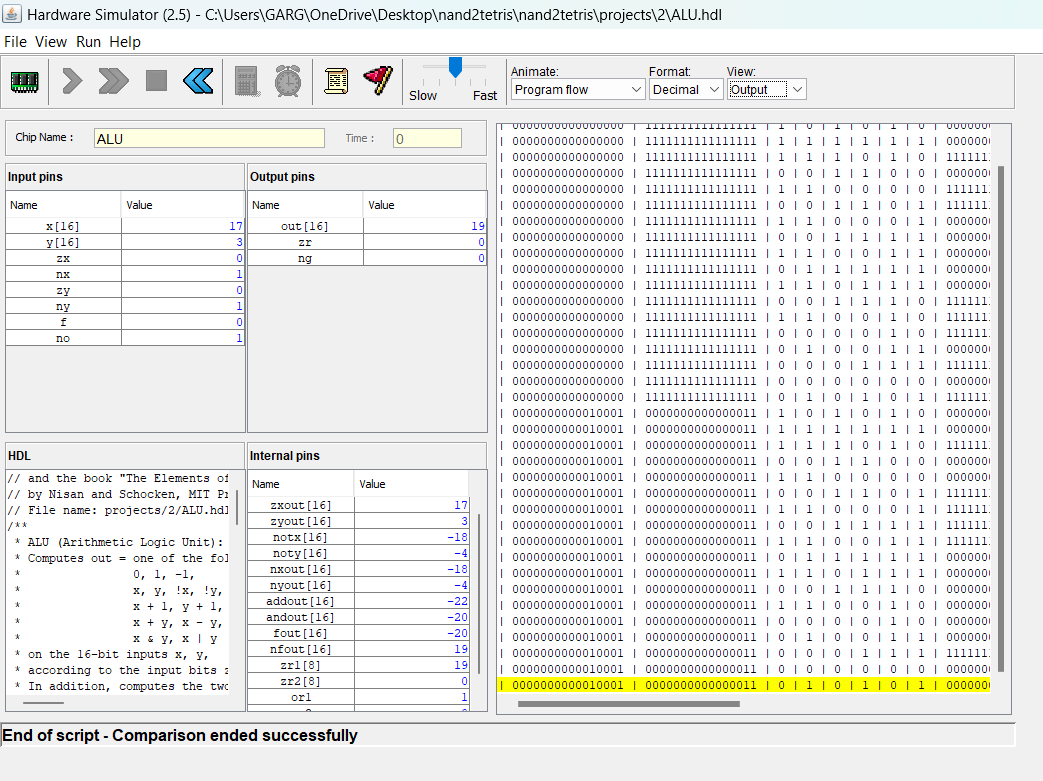 Hardware Simulator (2.5) - C:\Users\GARG\OneDrive\Desktop\nand2tetris\nand2tetris\projects\2\ALU.hdl
File View Run Help
Slow Fast
Animate: Format: View:
Program flow Decimal Output
Chip Name : ALU Time : 0
Input pins
Name Value
x[16] 17
y[16] 3
zx 0
nx 1
zy 0
ny 1
f 0
no 1
Output pins
Name Value
out[16] 19
zr 0
ng 0
HDL
// and the book "The Elements of
// by Nisan and Schocken, MIT Pr
// File name: projects/2/ALU.hdl
/**
* ALU (Arithmetic Logic Unit):
* Computes out = one of the fol
* 0, 1, -1,
* x, y, !x, !y,
* x + 1, y + 1,
* x + y, x - y,
* x & y, x | y
* on the 16-bit inputs x, y,
* according to the input bits z
* In addition, computes the two
Internal pins
Name Value
zxout[16] 17
zyout[16] 3
notx[16] -18
noty[16] -4
nxout[16] -18
nyout[16] -4
addout[16] -22
andout[16] -20
fout[16] -20
nfout[16] 19
zr1[8] 19
zr2[8] 0
or1 1
| 0000000000000000 | 1111111111111111 | 1 | 0 | 1 | 0 | 1 | 0 | 000000
| 0000000000000000 | 1111111111111111 | 1 | 1 | 1 | 1 | 1 | 1 | 000000
| 0000000000000000 | 1111111111111111 | 1 | 1 | 1 | 0 | 1 | 0 | 111111
| 0000000000000000 | 1111111111111111 | 0 | 0 | 1 | 1 | 0 | 0 | 000000
| 0000000000000000 | 1111111111111111 | 1 | 1 | 0 | 0 | 0 | 0 | 111111
| 0000000000000000 | 1111111111111111 | 0 | 0 | 1 | 1 | 0 | 1 | 111111
| 0000000000000000 | 1111111111111111 | 1 | 1 | 0 | 0 | 0 | 1 | 000000
| 0000000000000000 | 1111111111111111 | 0 | 0 | 1 | 1 | 1 | 1 | 000000
| 0000000000000000 | 1111111111111111 | 1 | 1 | 0 | 0 | 1 | 1 | 000000
| 0000000000000000 | 1111111111111111 | 0 | 1 | 1 | 1 | 1 | 1 | 000000
| 0000000000000000 | 1111111111111111 | 1 | 1 | 0 | 1 | 1 | 1 | 000000
| 0000000000000000 | 1111111111111111 | 0 | 0 | 1 | 1 | 1 | 0 | 111111
| 0000000000000000 | 1111111111111111 | 1 | 1 | 0 | 0 | 1 | 0 | 111111
| 0000000000000000 | 1111111111111111 | 0 | 0 | 0 | 0 | 1 | 0 | 111111
| 0000000000000000 | 1111111111111111 | 0 | 1 | 0 | 0 | 1 | 1 | 000000
| 0000000000000000 | 1111111111111111 | 0 | 0 | 0 | 1 | 1 | 1 | 111111
| 0000000000000000 | 1111111111111111 | 0 | 0 | 0 | 0 | 0 | 0 | 000000
| 0000000000000000 | 1111111111111111 | 0 | 1 | 0 | 1 | 0 | 1 | 111111
| 0000000000010001 | 0000000000000011 | 1 | 0 | 1 | 0 | 1 | 0 | 000000
| 0000000000010001 | 0000000000000011 | 1 | 1 | 1 | 1 | 1 | 1 | 000000
| 0000000000010001 | 0000000000000011 | 1 | 1 | 1 | 0 | 1 | 0 | 111111
| 0000000000010001 | 0000000000000011 | 0 | 0 | 1 | 1 | 0 | 0 | 000000
| 0000000000010001 | 0000000000000011 | 1 | 1 | 0 | 0 | 0 | 0 | 000000
| 0000000000010001 | 0000000000000011 | 0 | 0 | 1 | 1 | 0 | 1 | 111111
| 0000000000010001 | 0000000000000011 | 1 | 1 | 0 | 0 | 0 | 1 | 111111
| 0000000000010001 | 0000000000000011 | 0 | 0 | 1 | 1 | 1 | 1 | 111111
| 0000000000010001 | 0000000000000011 | 1 | 1 | 0 | 0 | 1 | 1 | 111111
| 0000000000010001 | 0000000000000011 | 0 | 1 | 1 | 1 | 1 | 1 | 000000
| 0000000000010001 | 0000000000000011 | 1 | 1 | 0 | 1 | 1 | 1 | 000000
| 0000000000010001 | 0000000000000011 | 0 | 0 | 1 | 1 | 1 | 0 | 000000
| 0000000000010001 | 0000000000000011 | 1 | 1 | 0 | 0 | 1 | 0 | 000000
| 0000000000010001 | 0000000000000011 | 0 | 0 | 0 | 0 | 1 | 0 | 000000
| 0000000000010001 | 0000000000000011 | 0 | 1 | 0 | 0 | 1 | 1 | 000000
| 0000000000010001 | 0000000000000011 | 0 | 0 | 0 | 1 | 1 | 1 | 111111
| 0000000000010001 | 0000000000000011 | 0 | 0 | 0 | 0 | 0 | 0 | 000000
| 0000000000010001 | 0000000000000011 | 0 | 1 | 0 | 1 | 0 | 1 | 000000
End of script - Comparison ended successfully